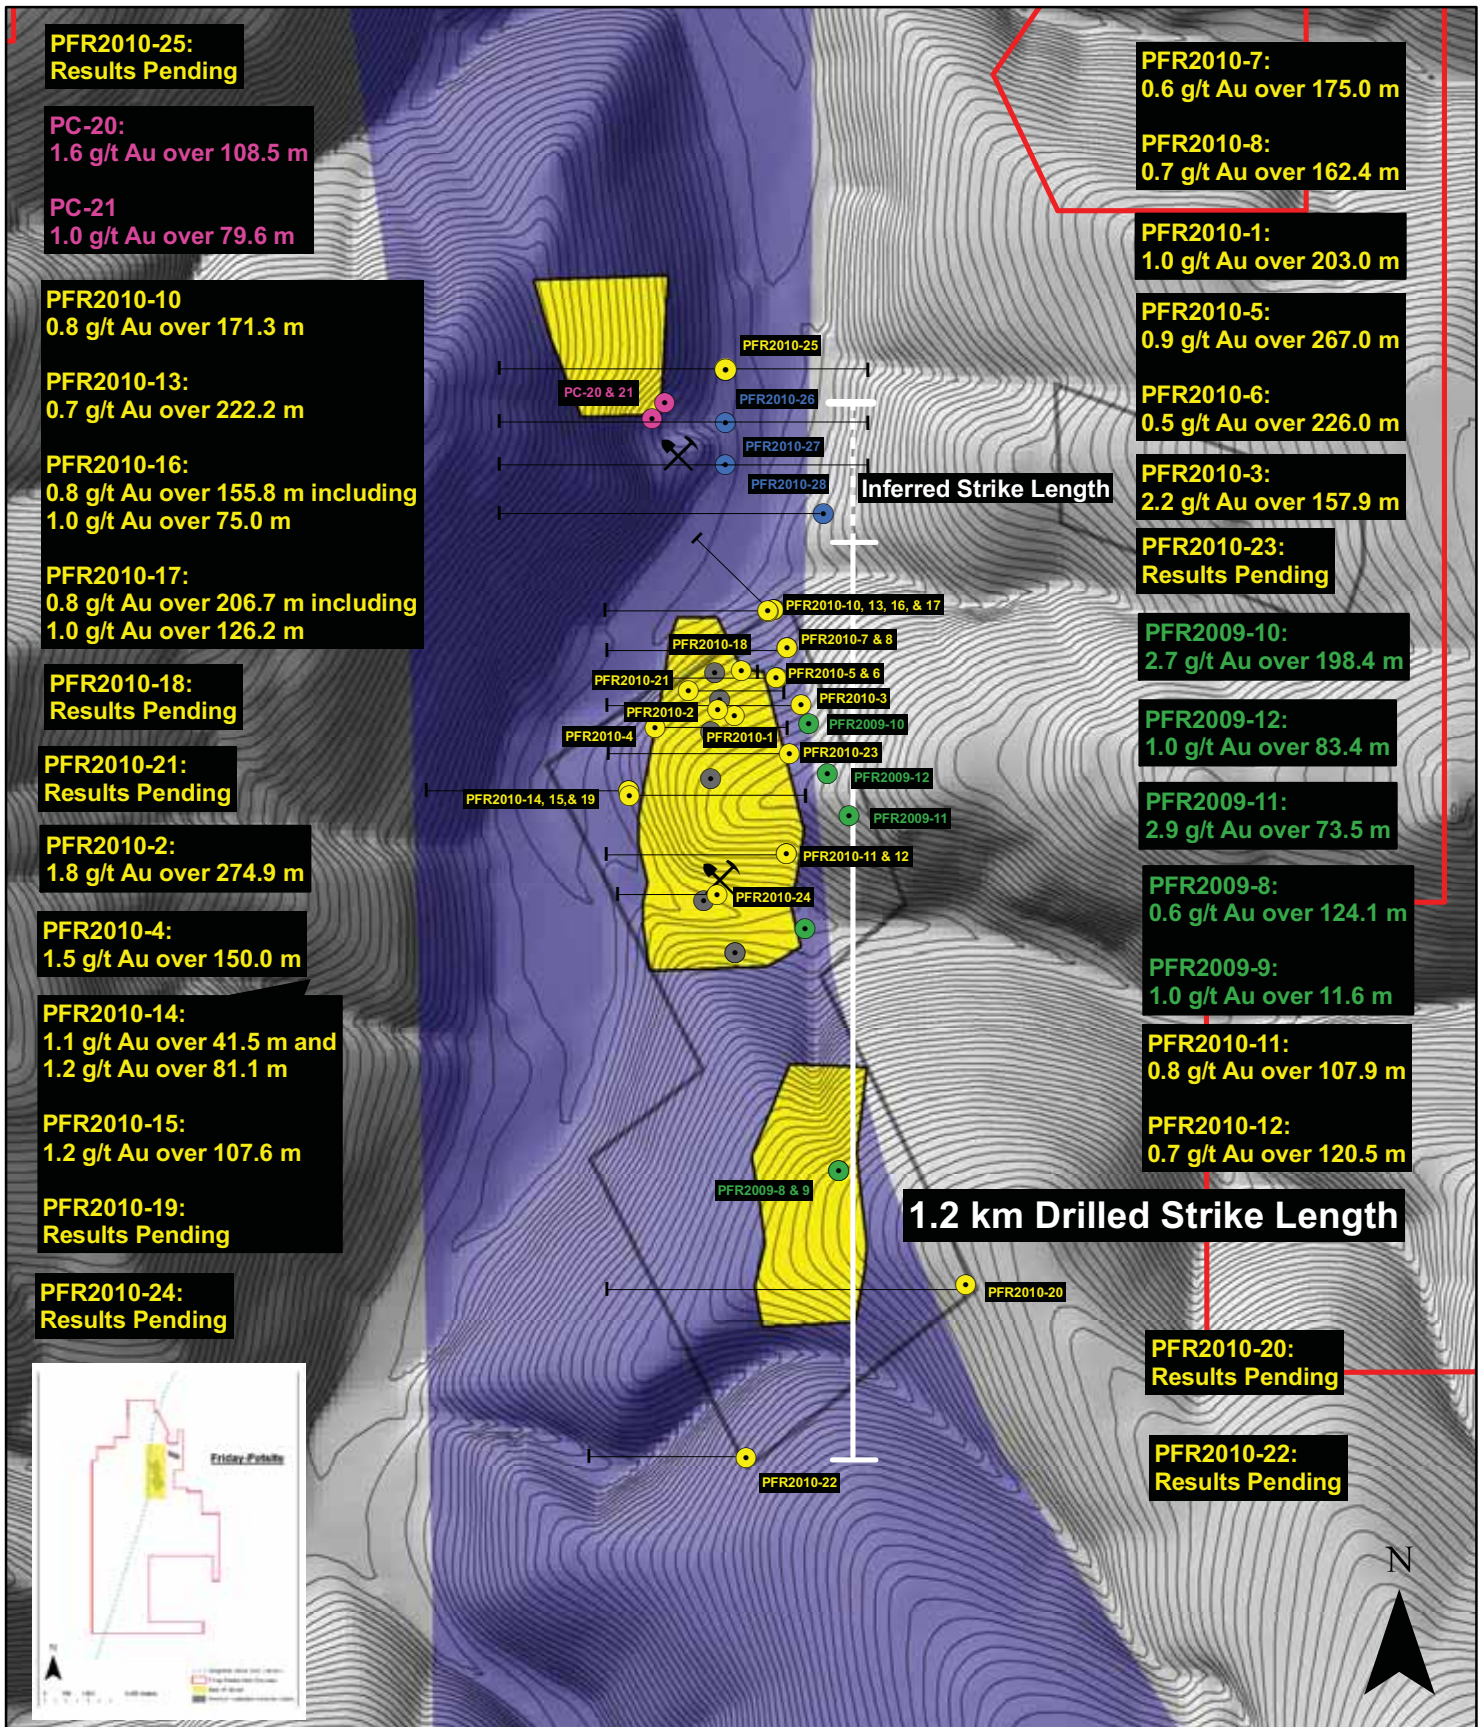 PFR2010-25:
Results Pending
PC-20:
1.6 g/t Au over 108.5 m
PC-21
1.0 g/t Au over 79.6 m
PFR2010-10
0.8 g/t Au over 171.3 m
PFR2010-13:
0.7 g/t Au over 222.2 m
PFR2010-16:
0.8 g/t Au over 155.8 m including
1.0 g/t Au over 75.0 m
PFR2010-17:
0.8 g/t Au over 206.7 m including
1.0 g/t Au over 126.2 m
PFR2010-18:
Results Pending
PFR2010-21:
Results Pending
PFR2010-2:
1.8 g/t Au over 274.9 m
PFR2010-4:
1.5 g/t Au over 150.0 m
PFR2010-14:
1.1 g/t Au over 41.5 m and
1.2 g/t Au over 81.1 m
PFR2010-15:
1.2 g/t Au over 107.6 m
PFR2010-19:
Results Pending
PFR2010-24:
Results Pending
PFR2010-25
PC-20 & 21
PFR2010-26
PFR2010-27
PFR2010-28
Inferred Strike Length
PFR2010-10, 13, 16, & 17
PFR2010-7 & 8
PFR2010-18
PFR2010-5 & 6
PFR2010-21
PFR2010-3
PFR2010-2
PFR2009-10
PFR2010-4
PFR2010-1
PFR2010-23
PFR2009-12
PFR2010-14, 15,& 19
PFR2009-11
PFR2010-11 & 12
PFR2010-24
PFR2009-8 & 9
1.2 km Drilled Strike Length
PFR2010-20
PFR2010-22
PFR2010-7:
0.6 g/t Au over 175.0 m
PFR2010-8:
0.7 g/t Au over 162.4 m
PFR2010-1:
1.0 g/t Au over 203.0 m
PFR2010-5:
0.9 g/t Au over 267.0 m
PFR2010-6:
0.5 g/t Au over 226.0 m
PFR2010-3:
2.2 g/t Au over 157.9 m
PFR2010-23:
Results Pending
PFR2009-10:
2.7 g/t Au over 198.4 m
PFR2009-12:
1.0 g/t Au over 83.4 m
PFR2009-11:
2.9 g/t Au over 73.5 m
PFR2009-8:
0.6 g/t Au over 124.1 m
PFR2009-9:
1.0 g/t Au over 11.6 m
PFR2010-11:
0.8 g/t Au over 107.9 m
PFR2010-12:
0.7 g/t Au over 120.5 m
PFR2010-20:
Results Pending
PFR2010-22:
Results Pending
Friday-Petsite
N
N